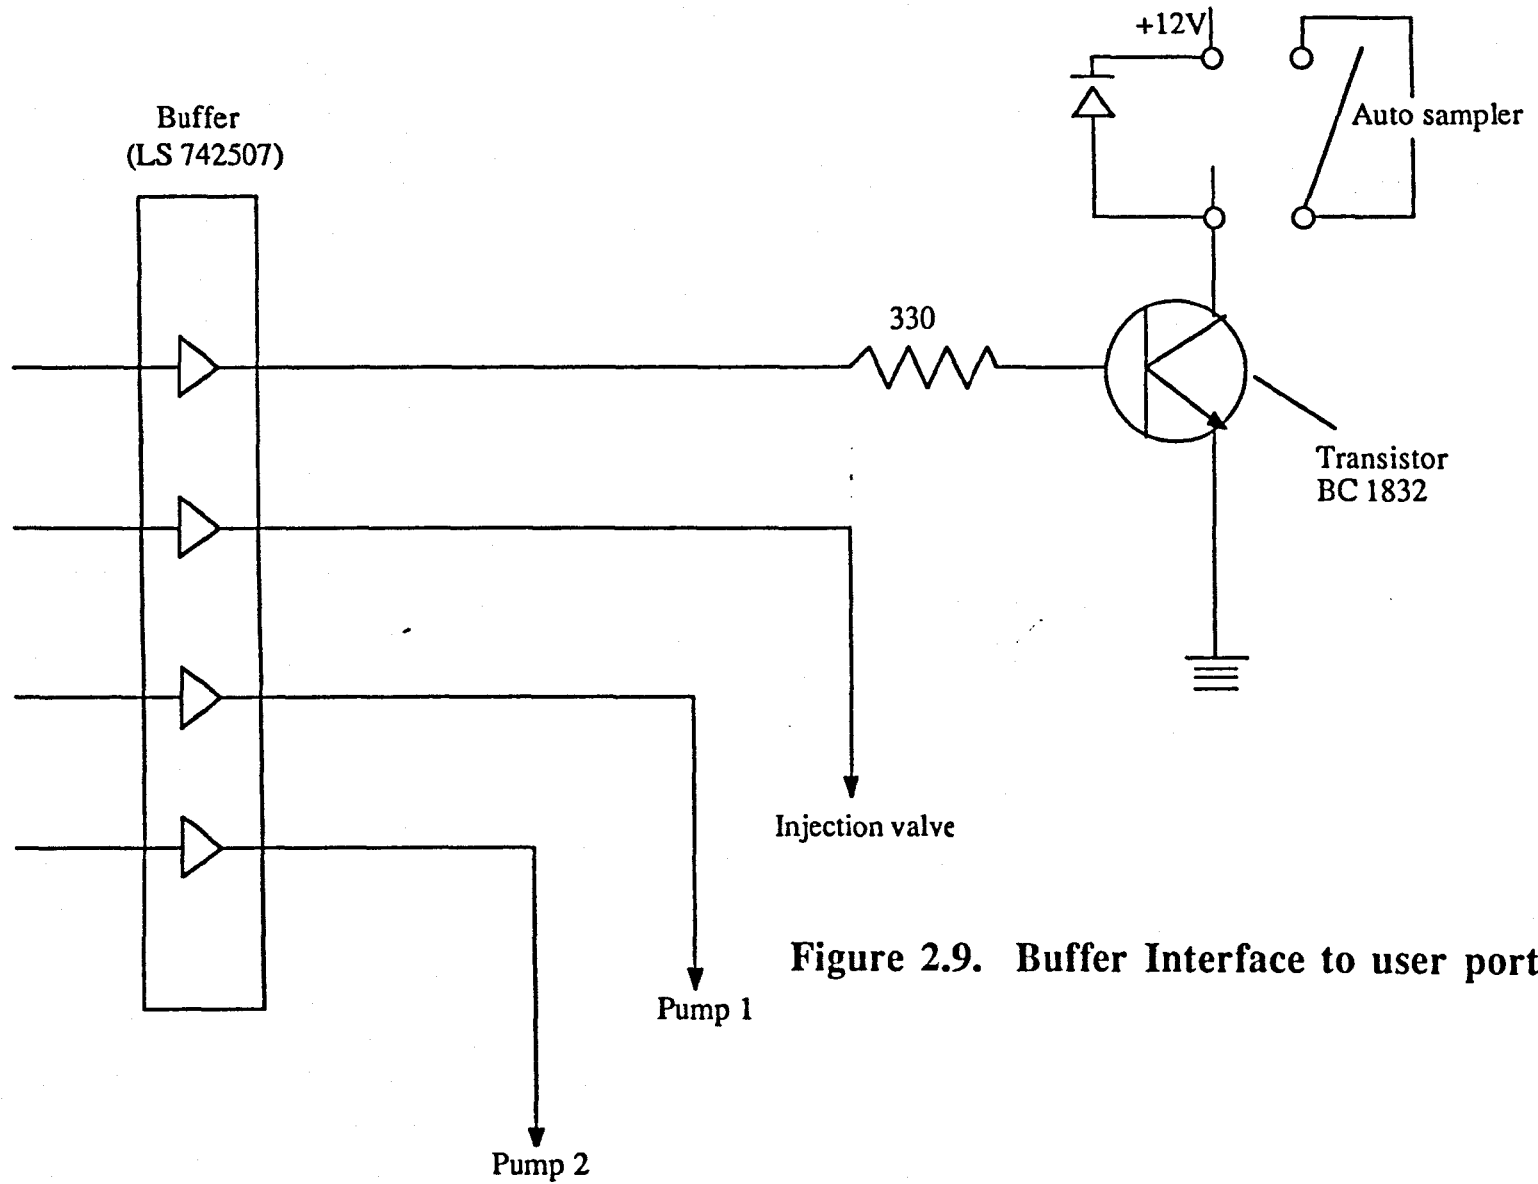 +12V
Buffer
(LS 742507)
Auto sampler
330
Transistor
BC 1832
Injection valve
Figure 2.9. Buffer Interface to user port
Pump 1
Pump 2